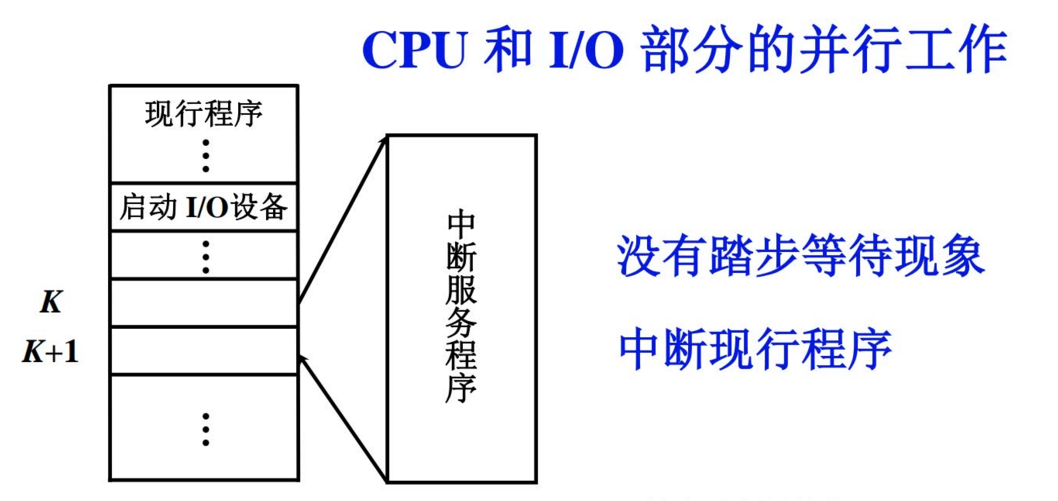 CPU 和 I/O 部分的并行工作
现行程序
⋮
启动 I/O设备
⋮
K
K+1
⋮
中断服务程序
没有踏步等待现象
中断现行程序